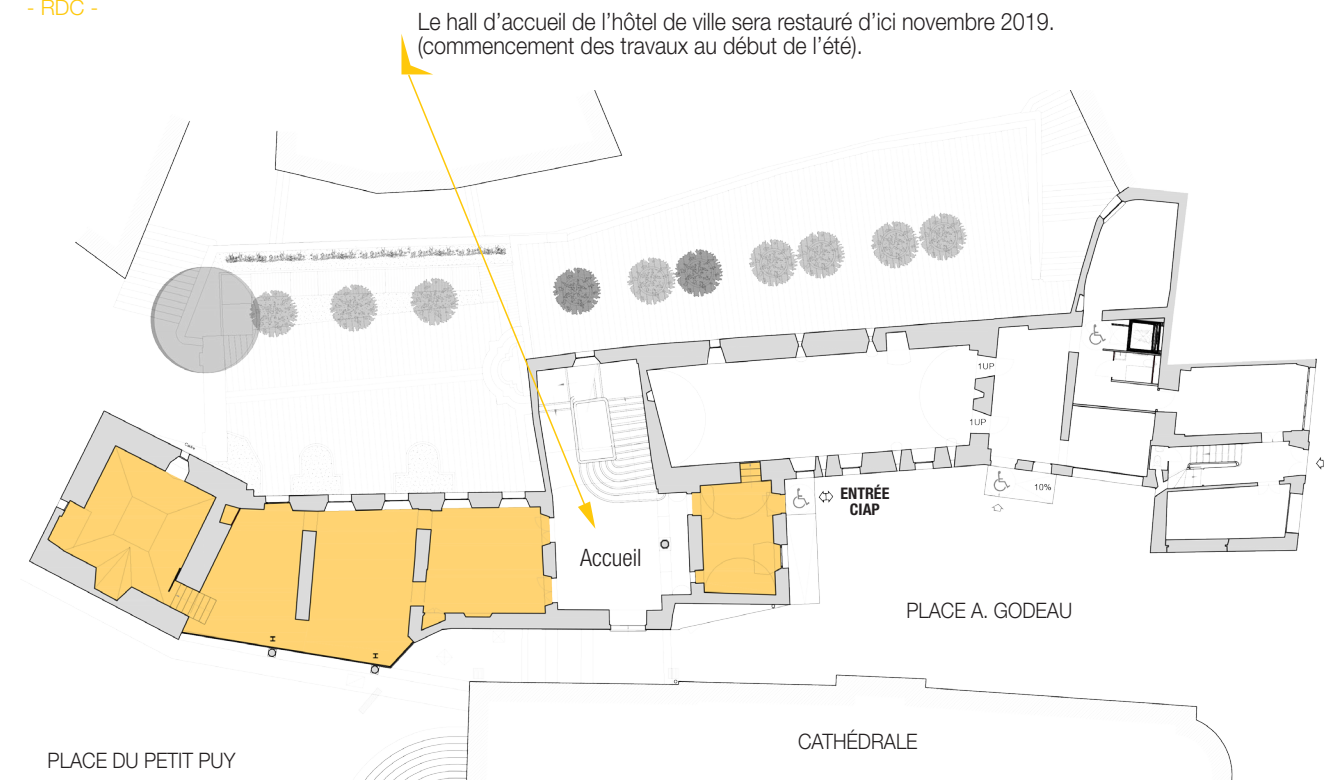 - RDC -
Le hall d’accueil de l’hôtel de ville sera restauré d’ici novembre 2019.
(commencement des travaux au début de l’été).
1UP
1UP
10%
ENTRÉE
CIAP
Accueil
PLACE A. GODEAU
CATHÉDRALE
PLACE DU PETIT PUY